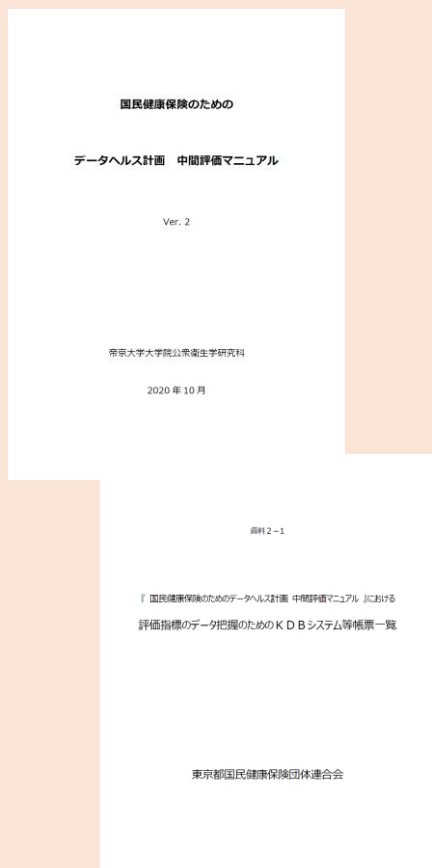 国民健康保険のための
データヘルス計画　中間評価マニュアル
Ver. 2
帝京大学大学院公衆衛生学研究科
2020 年 10 月
資料２−１
『 国民健康保険のためのデータヘルス計画 中間評価マニュアル 』における
評価指標のデータ把握のためのＫＤＢシステム等帳票一覧
東京都国民健康保険団体連合会